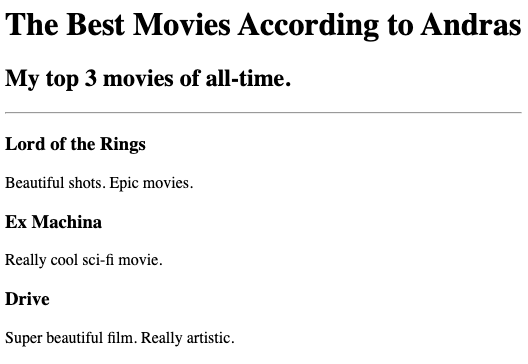 The Best Movies According to Andras
My top 3 movies of all-time.
Lord of the Rings
Beautiful shots. Epic movies.
Ex Machina
Really cool sci-fi movie.
Drive
Super beautiful film. Really artistic.